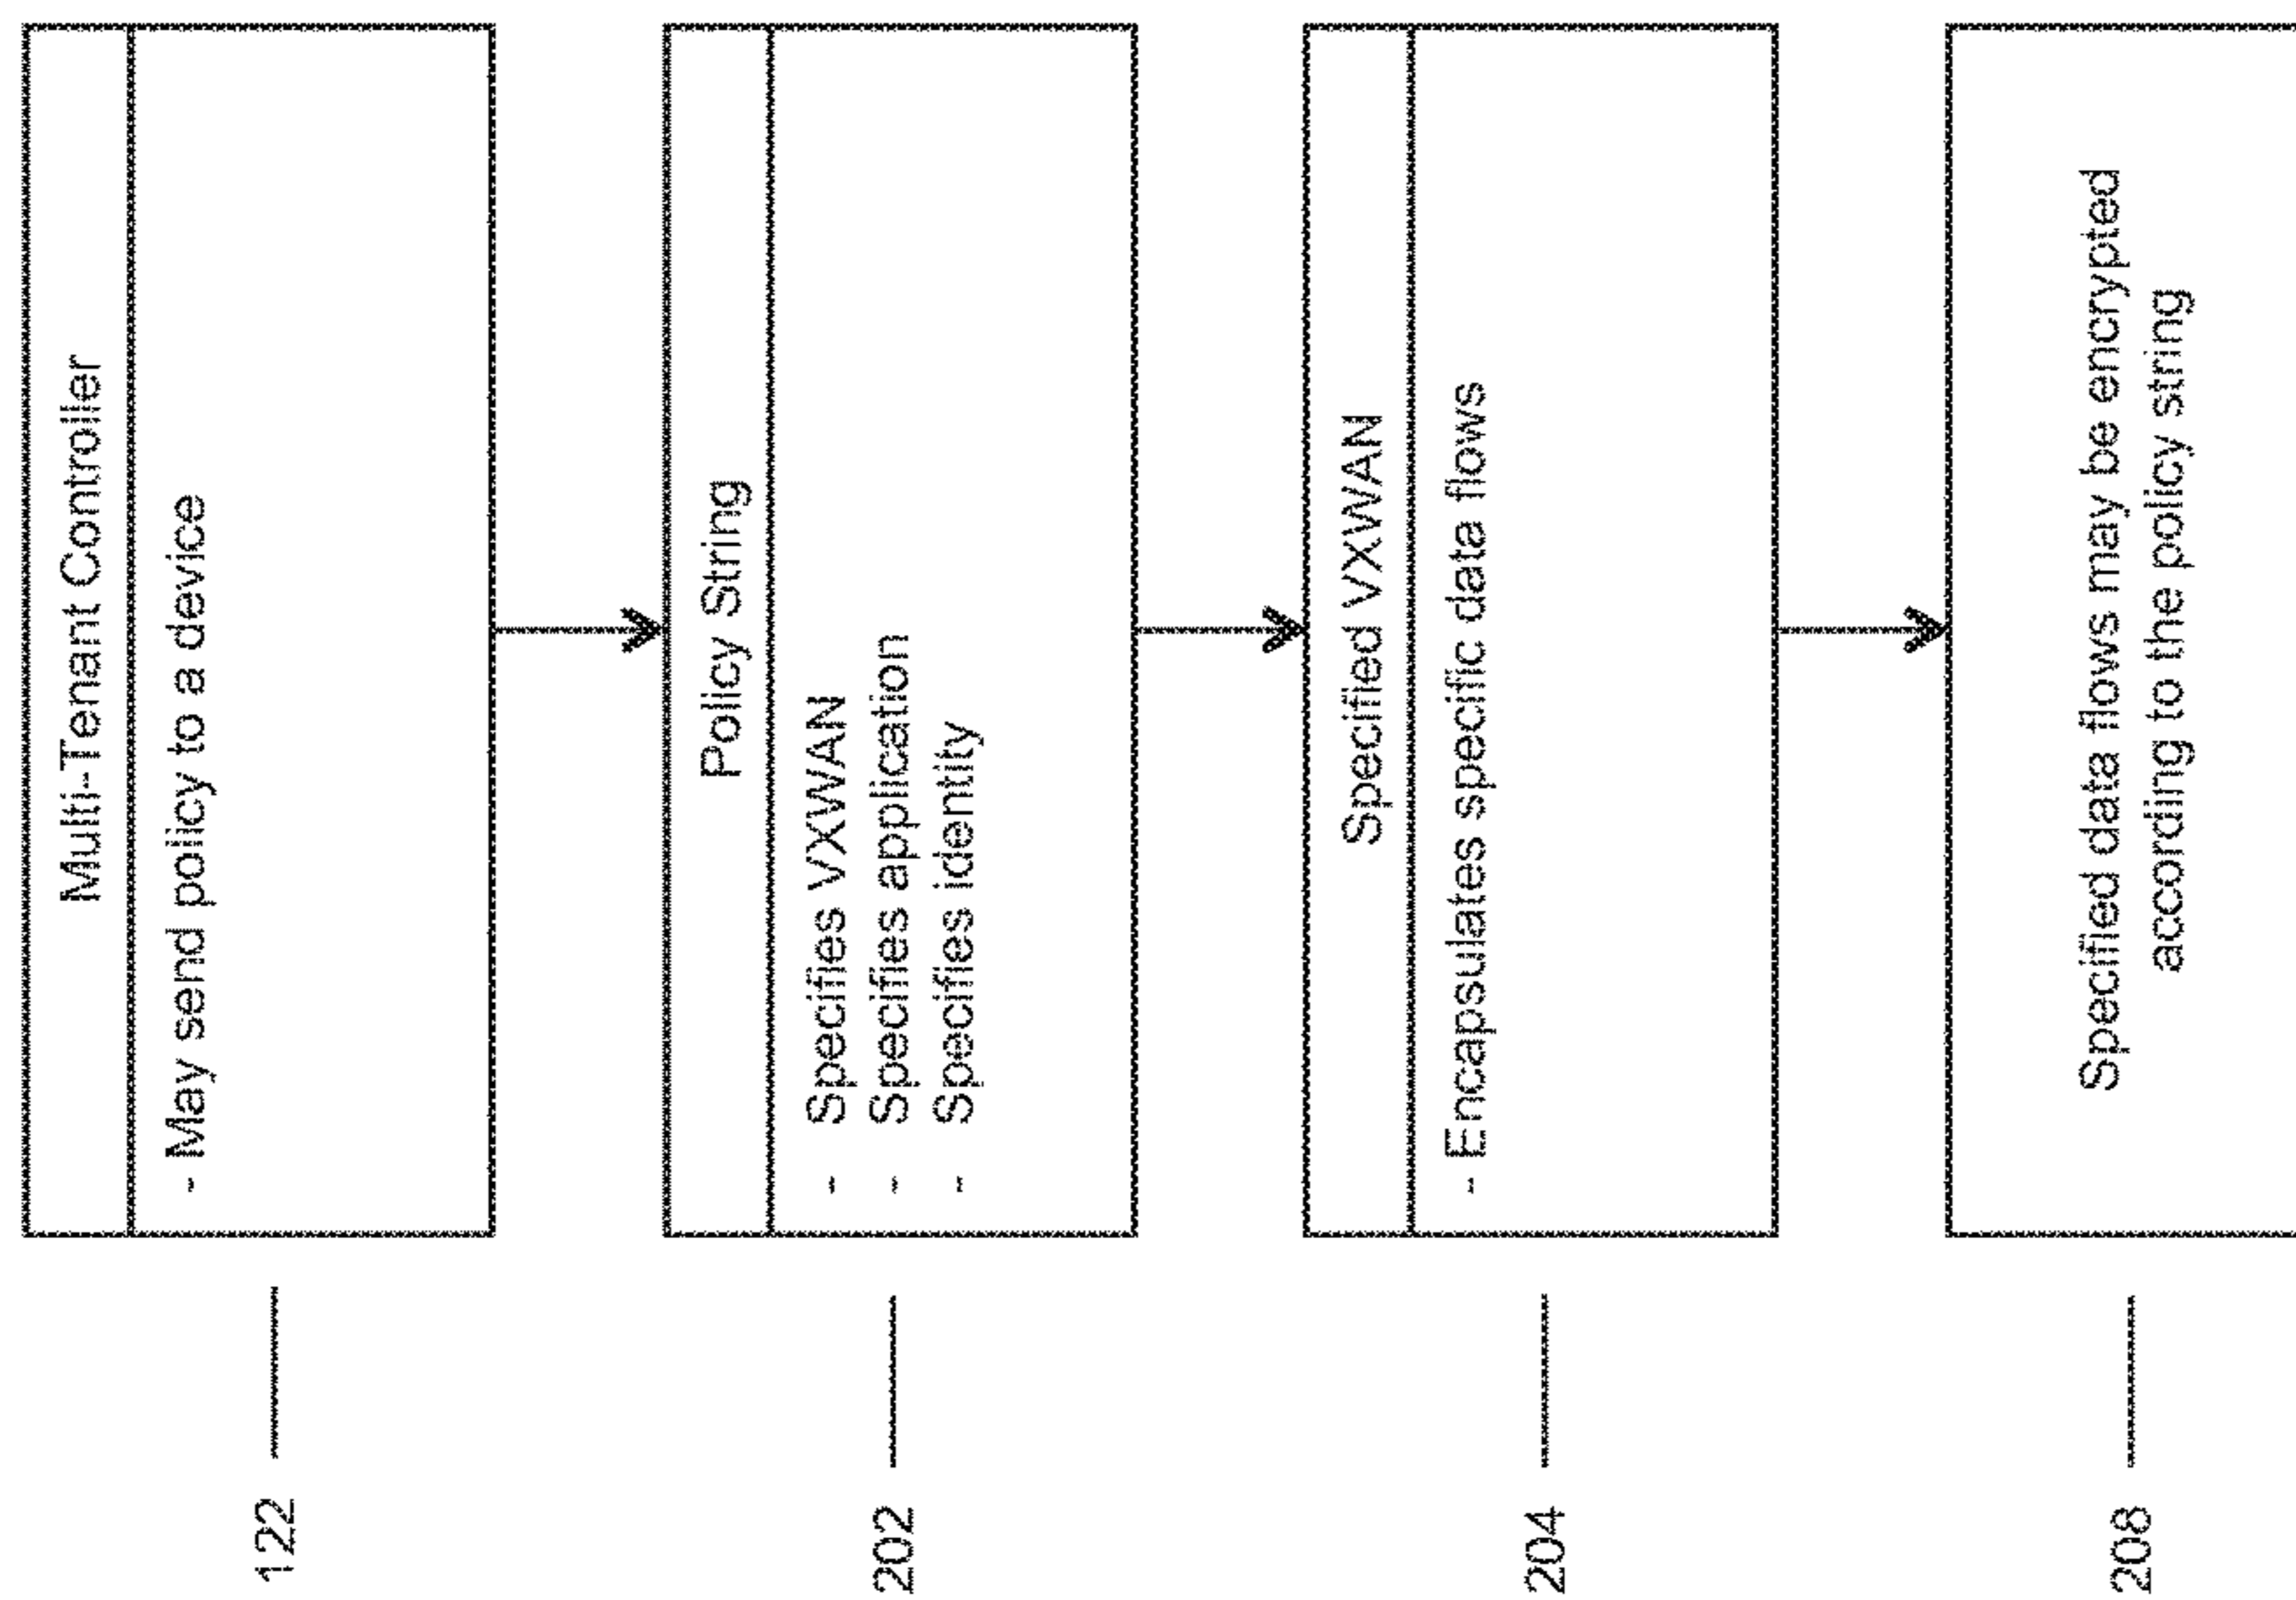 122
Multi-Tenant Controller
- May send policy to a device
202
Policy String
- Specifies VXWAN
- Specifies application
- Specifies identity
204
Specified VXWAN
- Encapsulates specific data flows
208
Specified data flows may be encrypted
according to the policy string